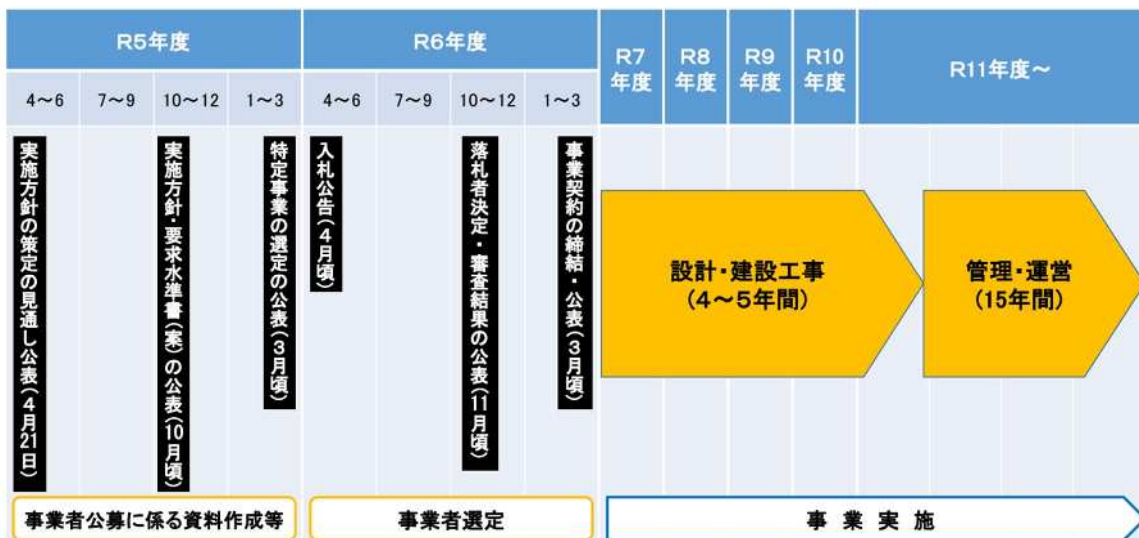 R5年度
R6年度
R7
年度
R8
年度
R9
年度
R10
年度
R11年度～
4～6
7～9
10～12
1～3
4～6
7～9
10～12
1～3
実施方針の策定の見通し公表(4月21日)
実施方針・要求水準書(案)の公表(10月頃)
特定事業の選定の公表(3月頃)
入札公告(4月頃)
落札者決定・審査結果の公表(11月頃)
事業契約の締結・公表(3月頃)
設計・建設工事
(4～5年間)
管理・運営
(15年間)
事業者公募に係る資料作成等
事業者選定
事業実施